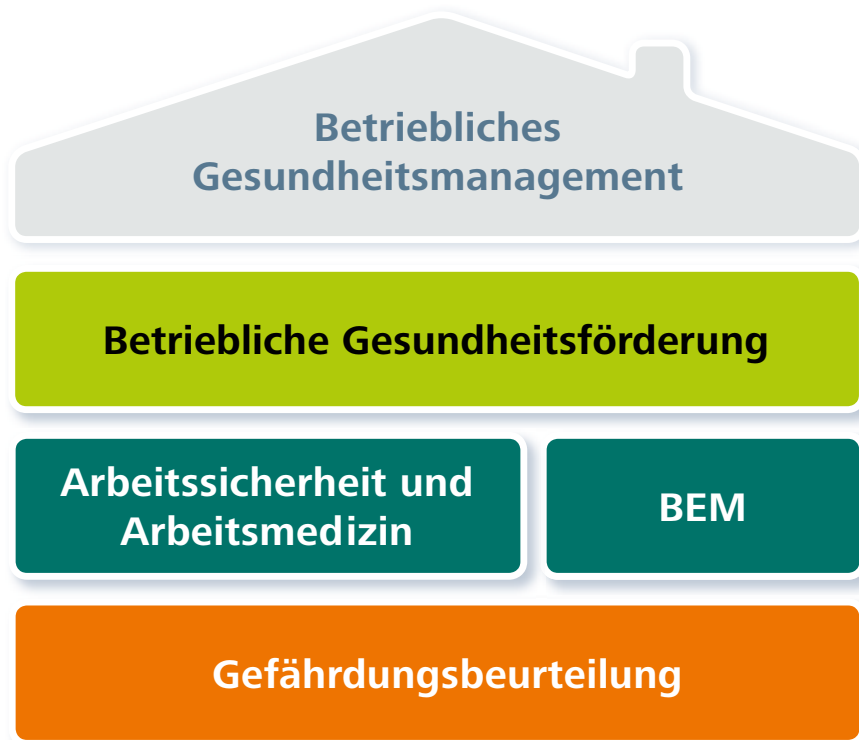 Betriebliches
Gesundheitsmanagement
Betriebliche Gesundheitsförderung
Arbeitssicherheit und
Arbeitsmedizin
BEM
Gefährdungsbeurteilung